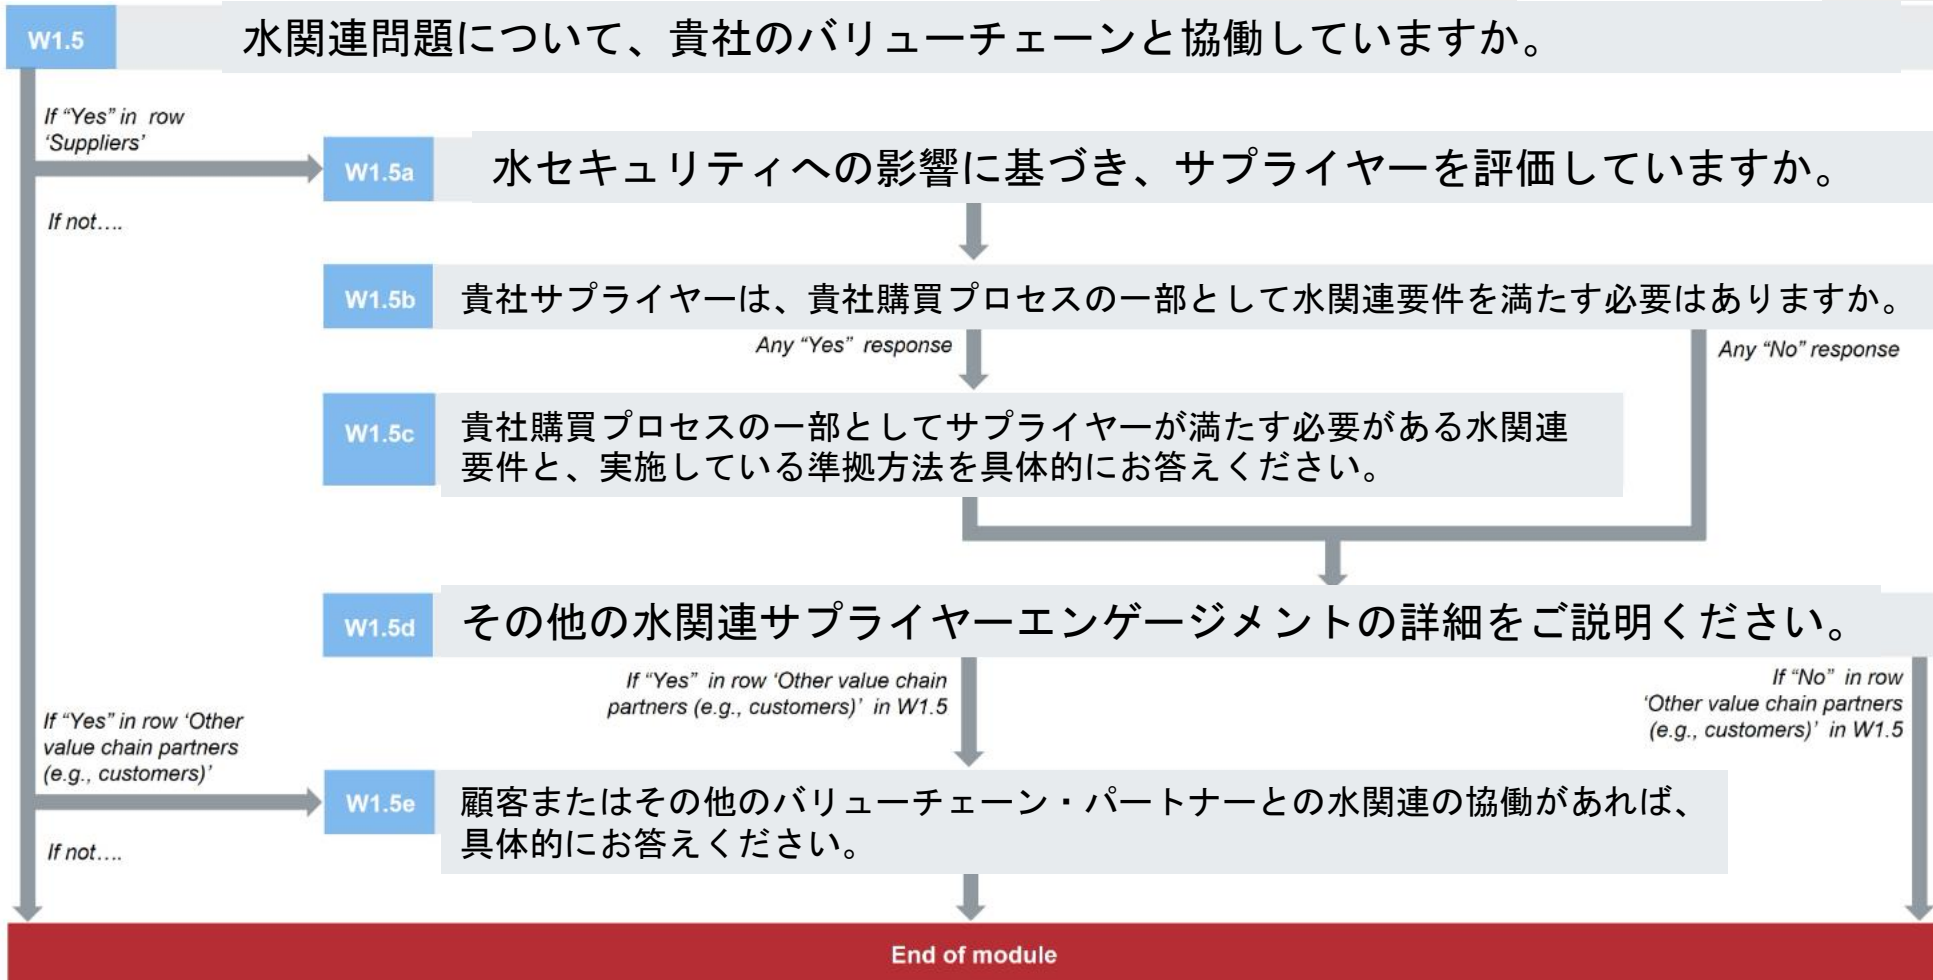 W1.5
水関連問題について、貴社のバリューチェーンと協働していますか。
If “Yes” in row
‘Suppliers’
W1.5a
水セキュリティへの影響に基づき、サプライヤーを評価していますか。
If not….
W1.5b
貴社サプライヤーは、貴社購買プロセスの一部として水関連要件を満たす必要はありますか。
Any “Yes” response
Any “No” response
W1.5c
貴社購買プロセスの一部としてサプライヤーが満たす必要がある水関連
要件と、実施している準拠方法を具体的にお答えください。
W1.5d
その他の水関連サプライヤーエンゲージメントの詳細をご説明ください。
If “Yes” in row ‘Other value chain
partners (e.g., customers)’ in W1.5
If “No” in row
‘Other value chain partners
(e.g., customers)’ in W1.5
If “Yes” in row ‘Other
value chain partners
(e.g., customers)’
W1.5e
顧客またはその他のバリューチェーン・パートナーとの水関連の協働があれば、
具体的にお答えください。
If not….
End of module